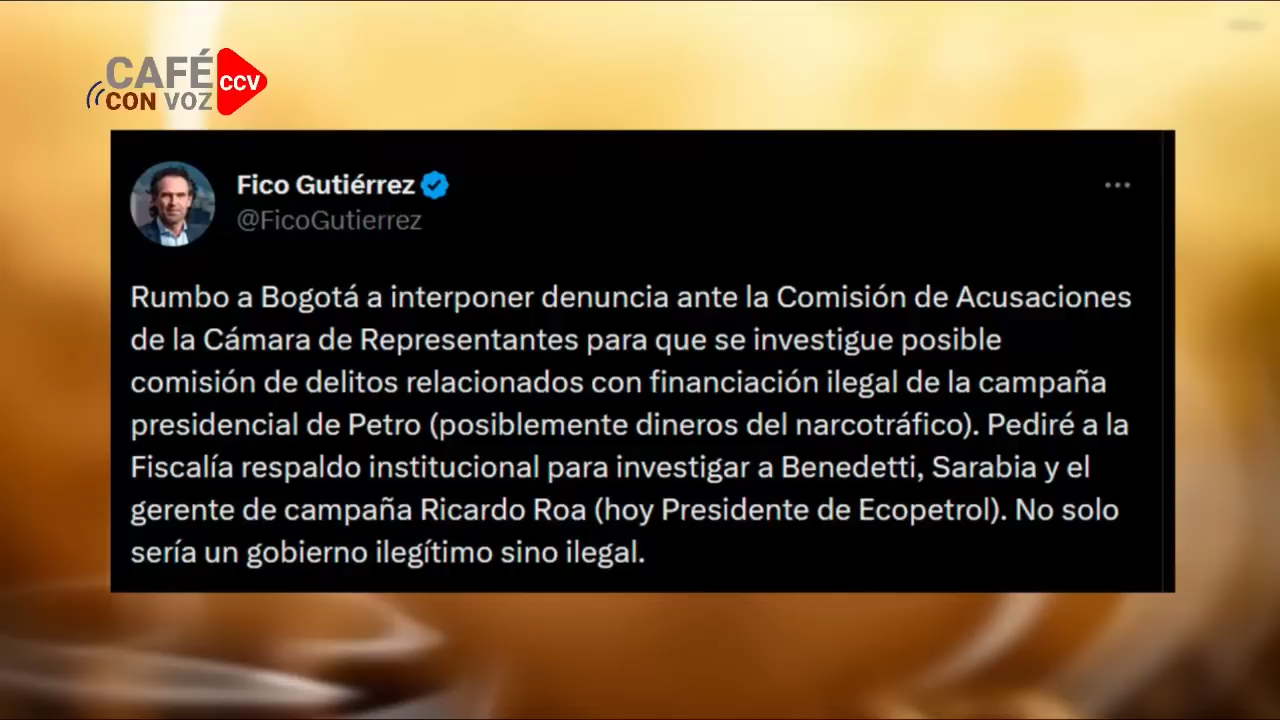 CAFÉ
CON VOZ
CCV
Fico Gutiérrez
@FicoGutierrez
Rumbo a Bogotá a interponer denuncia ante la Comisión de Acusaciones
de la Cámara de Representantes para que se investigue posible
comisión de delitos relacionados con financiación ilegal de la campaña
presidencial de Petro (posiblemente dineros del narcotráfico). Pediré a la
Fiscalía respaldo institucional para investigar a Benedetti, Sarabia y el
gerente de campaña Ricardo Roa (hoy Presidente de Ecopetrol). No solo
sería un gobierno ilegítimo sino ilegal.